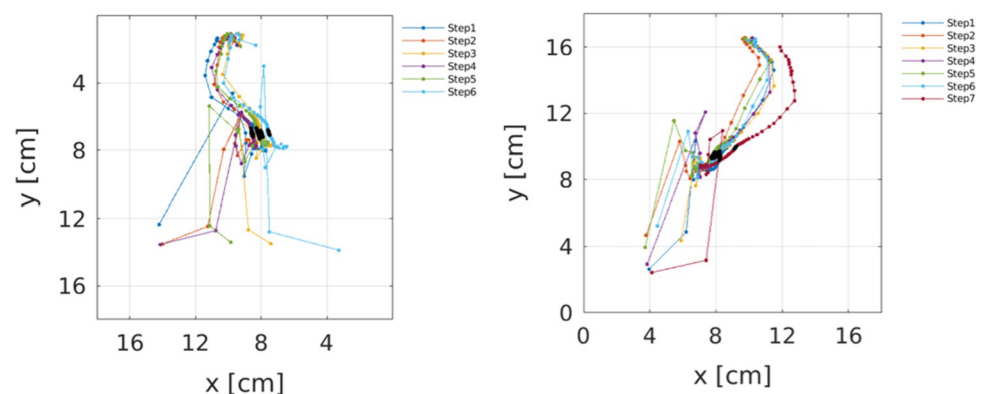 Step1
Step2
Step3
Step4
Step5
Step6
4
8
12
16
y [cm]
16 12 8 4
x [cm]
Step1
Step2
Step3
Step4
Step5
Step6
Step7
16
12
8
4
0
y [cm]
0 4 8 12 16
x [cm]